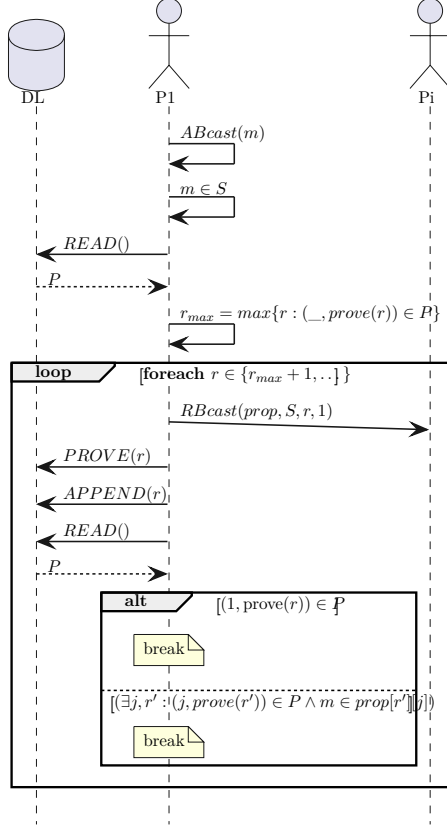 DL P1 Pi
ABcast(m)
m ∈ S
READ()
P
r_max = max{r : (_, prove(r)) ∈ P}
loop [foreach r ∈ {r_max + 1, ..] }
RBcast(prop, S, r, 1)
PROVE(r)
APPEND(r)
READ()
P
alt [(1, prove(r)) ∈ P]
break
[(∃j, r' : (j, prove(r')) ∈ P ∧ m ∈ prop[r'][j])]
break